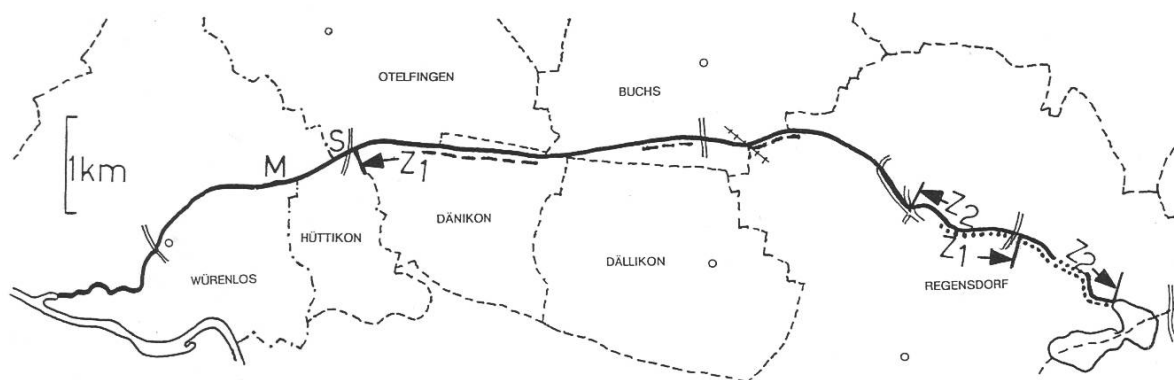 OTELFINGEN
BUCHS
1km
S
M
Z1
Z2
HÜTTIKON
DÄNIKON
Z1
Z2
WÜRENLOS
DÄLLIKON
REGENSDORF